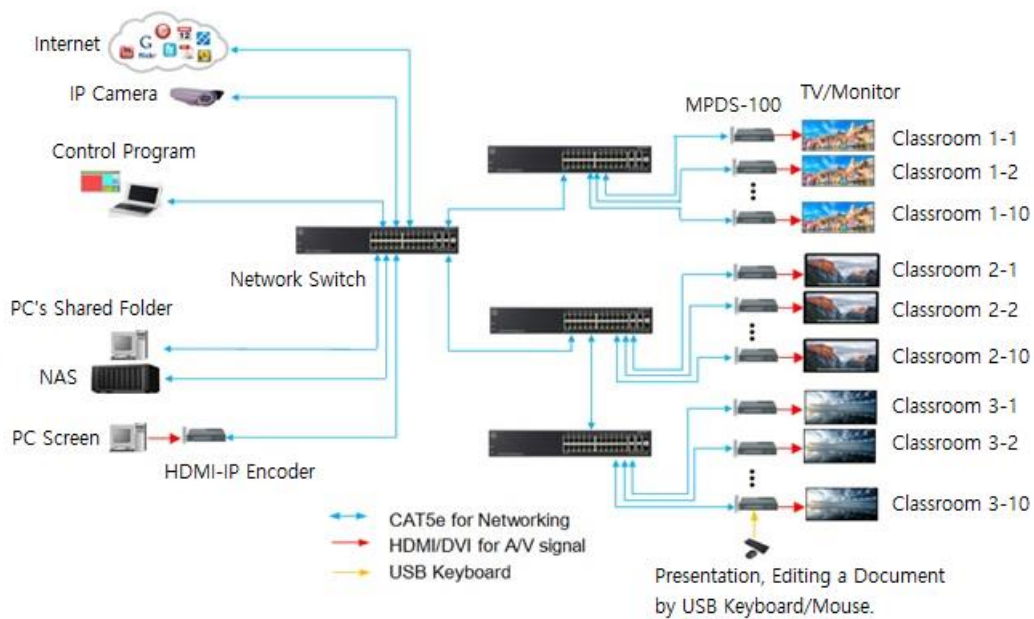 Internet
IP Camera
Control Program
Network Switch
PC's Shared Folder
NAS
PC Screen
HDMI-IP Encoder
MPDS-100
TV/Monitor
Classroom 1-1
Classroom 1-2
Classroom 1-10
Classroom 2-1
Classroom 2-2
Classroom 2-10
Classroom 3-1
Classroom 3-2
Classroom 3-10
CAT5e for Networking
HDMI/DVI for A/V signal
USB Keyboard
Presentation, Editing a Document
by USB Keyboard/Mouse.